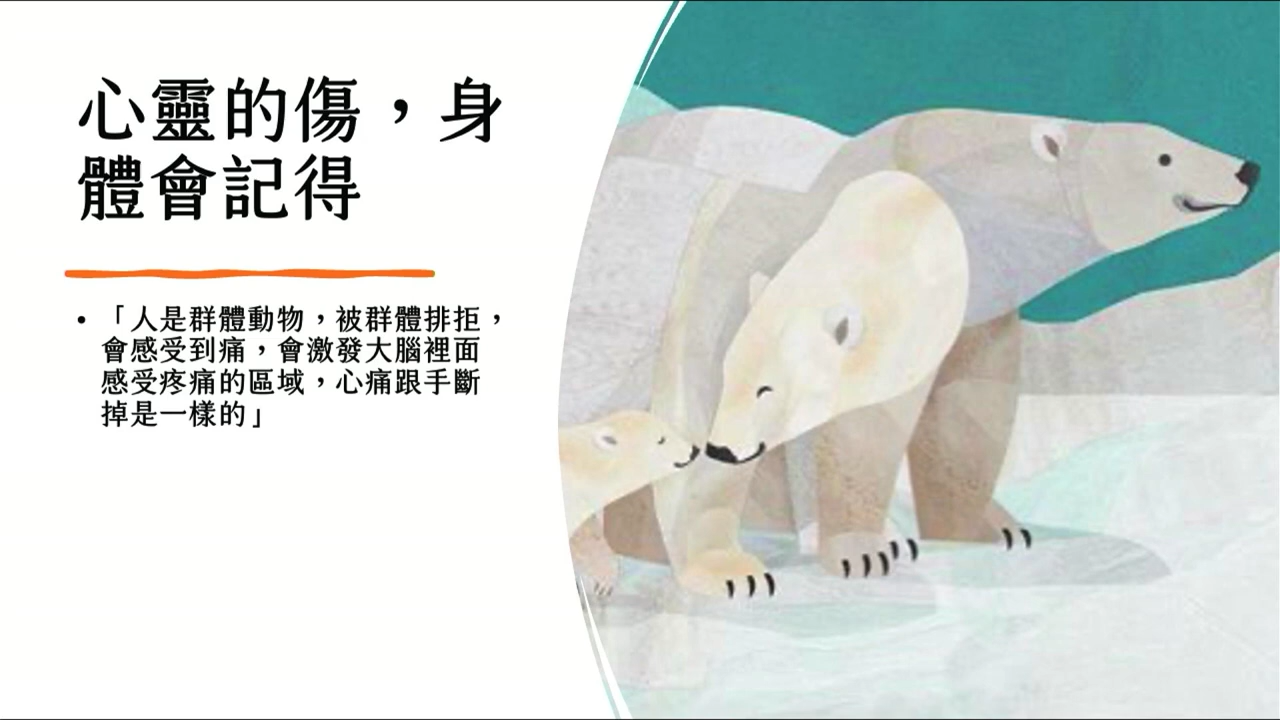 心靈的傷，身
體會記得
• 「人是群體動物，被群體排拒，
會感受到痛，會激發大腦裡面
感受疼痛的區域，心痛跟手斷
掉是一樣的」